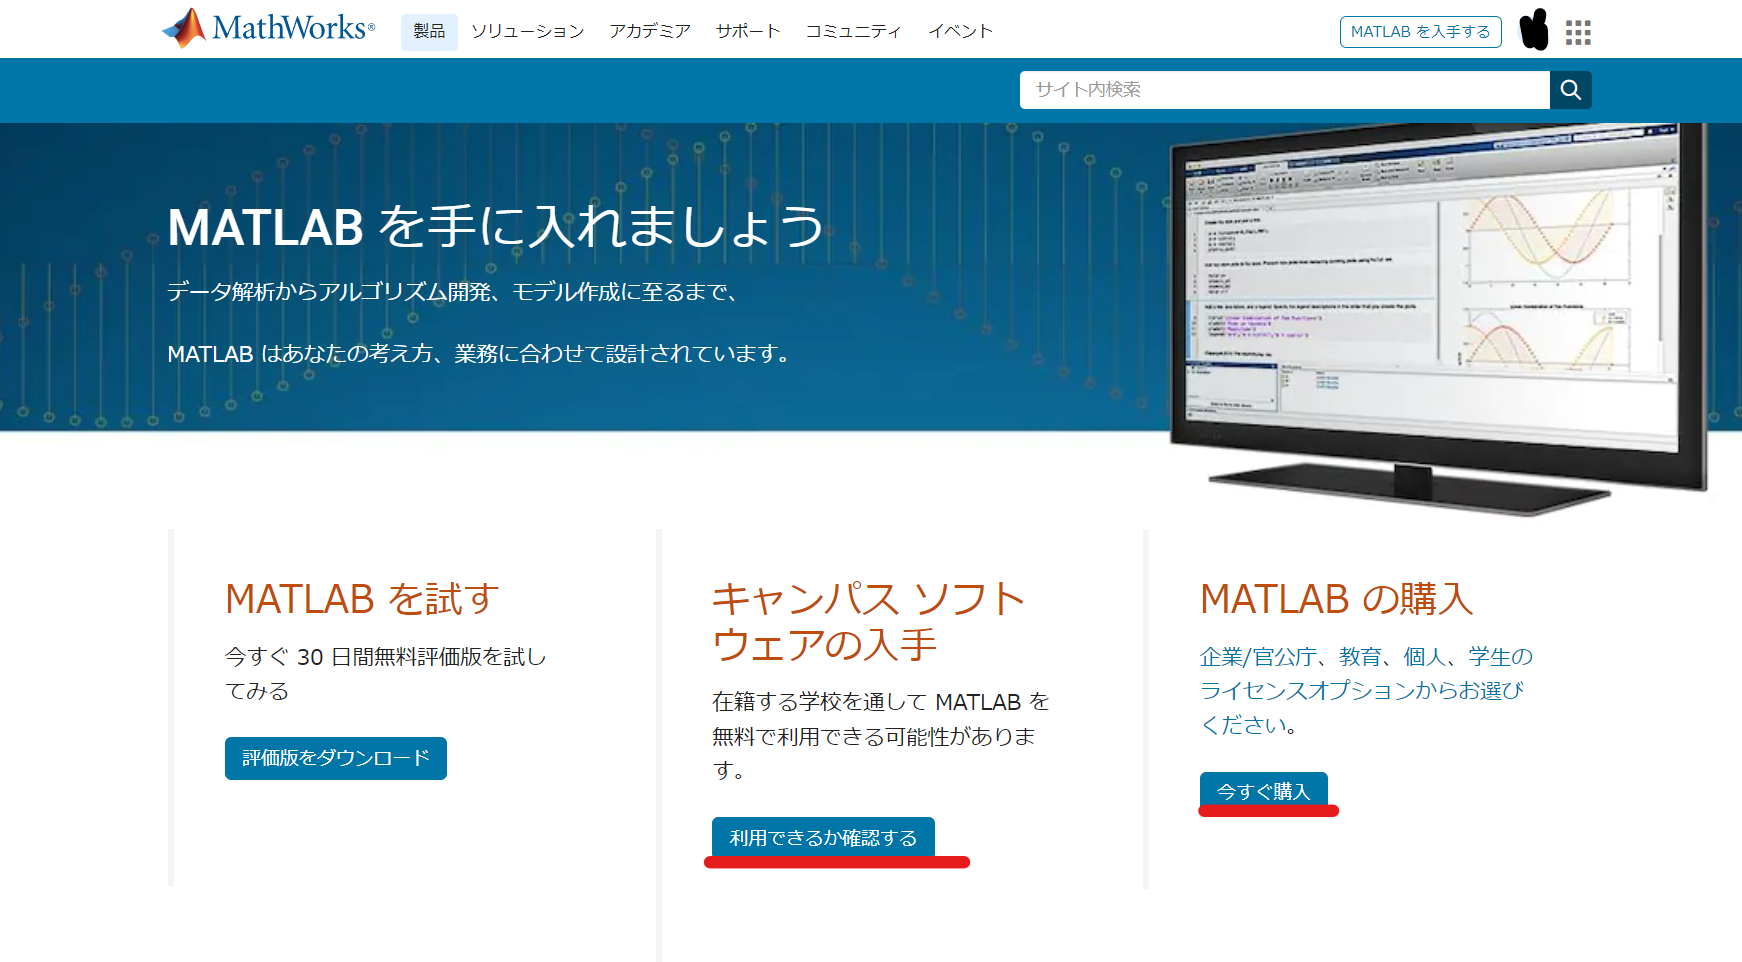 MathWorks®
製品 ソリューション アカデミア サポート コミュニティ イベント
MATLAB を入手する
サイト内検索
MATLAB を手に入れましょう
データ解析からアルゴリズム開発、モデル作成に至るまで、
MATLAB はあなたの考え方、業務に合わせて設計されています。
MATLAB を試す
今すぐ 30 日間無料評価版を試し
てみる
評価版をダウンロード
キャンパス ソフト
ウェアの入手
在籍する学校を通して MATLAB を
無料で利用できる可能性がありま
す。
利用できるか確認する
MATLAB の購入
企業/官公庁、教育、個人、学生の
ライセンスオプションからお選び
ください。
今すぐ購入